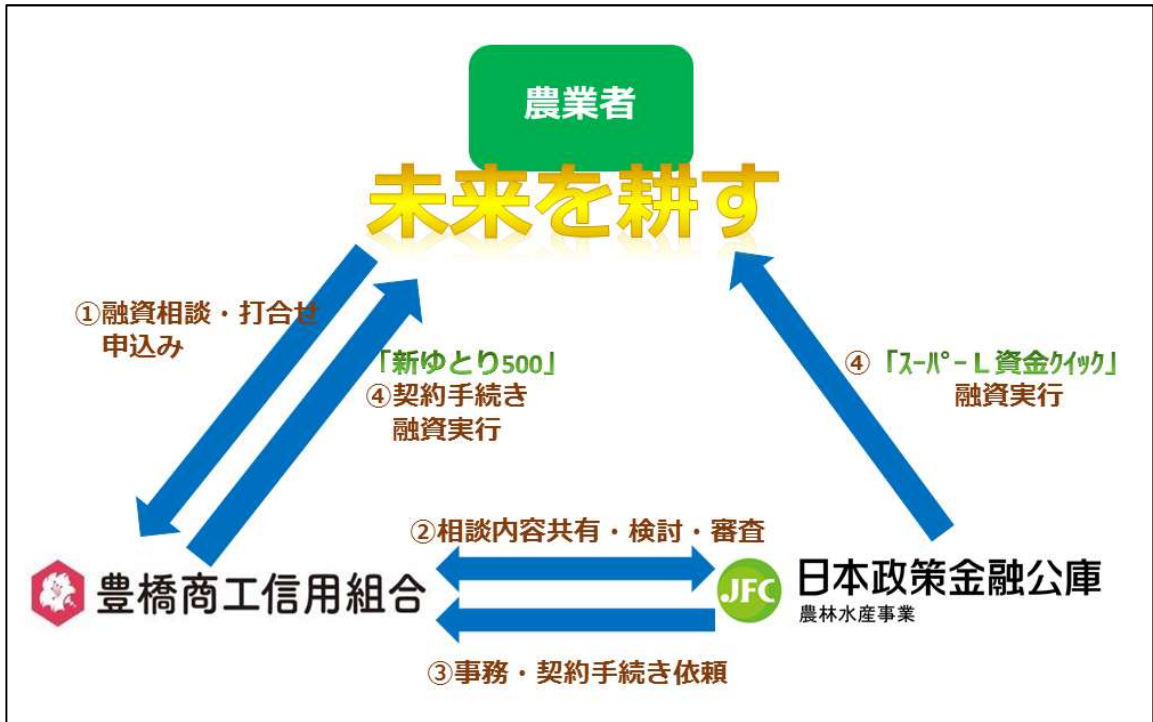 農業者
未来を耕す
①融資相談・打合せ
申込み
「新ゆとり500」
④契約手続き
融資実行
④「ｽｰﾊﾟｰＬ資金ｸｲｯｸ」
融資実行
②相談内容共有・検討・審査
豊橋商工信用組合
JFC
日本政策金融公庫
農林水産事業
③事務・契約手続き依頼